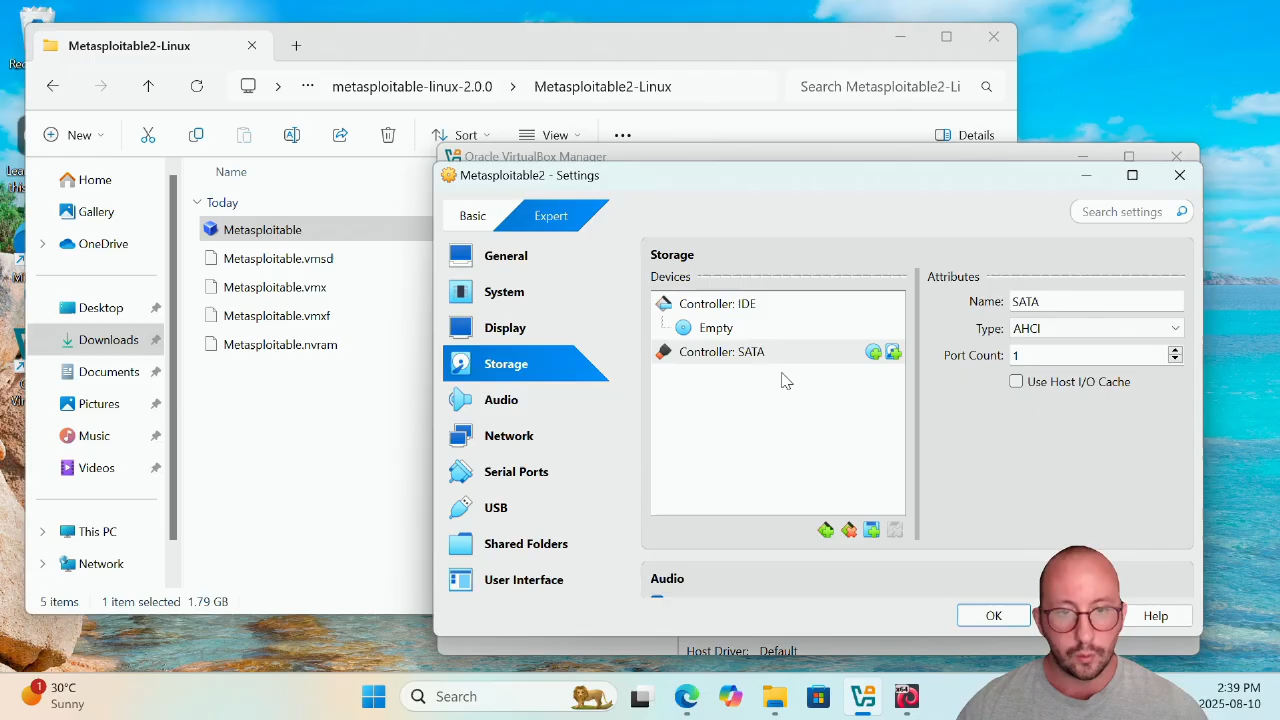 Rec
Metasploitable2-Linux
metasploitable-linux-2.0.0
Metasploitable2-Linux
Search Metasploitable2-Li
New
Sort
View
Details
Home
Gallery
OneDrive
Desktop
Downloads
Documents
Pictures
Music
Videos
This PC
Network
Name
Today
Metasploitable
Metasploitable.vmsd
Metasploitable.vmx
Metasploitable.vmxf
Metasploitable.nvram
5 items
1 item selected
1.79 GB
Oracle VirtualBox Manager
Metasploitable2 - Settings
Basic
Expert
Search settings
General
System
Display
Storage
Audio
Network
Serial Ports
USB
Shared Folders
User Interface
Storage
Devices
Controller: IDE
Empty
Controller: SATA
Attributes
Name: SATA
Type: AHCI
Port Count: 1
Use Host I/O Cache
Audio
OK
Help
Host Driver: Default
1
30°C
Sunny
Search
x64
2:39 PM
2025-08-10